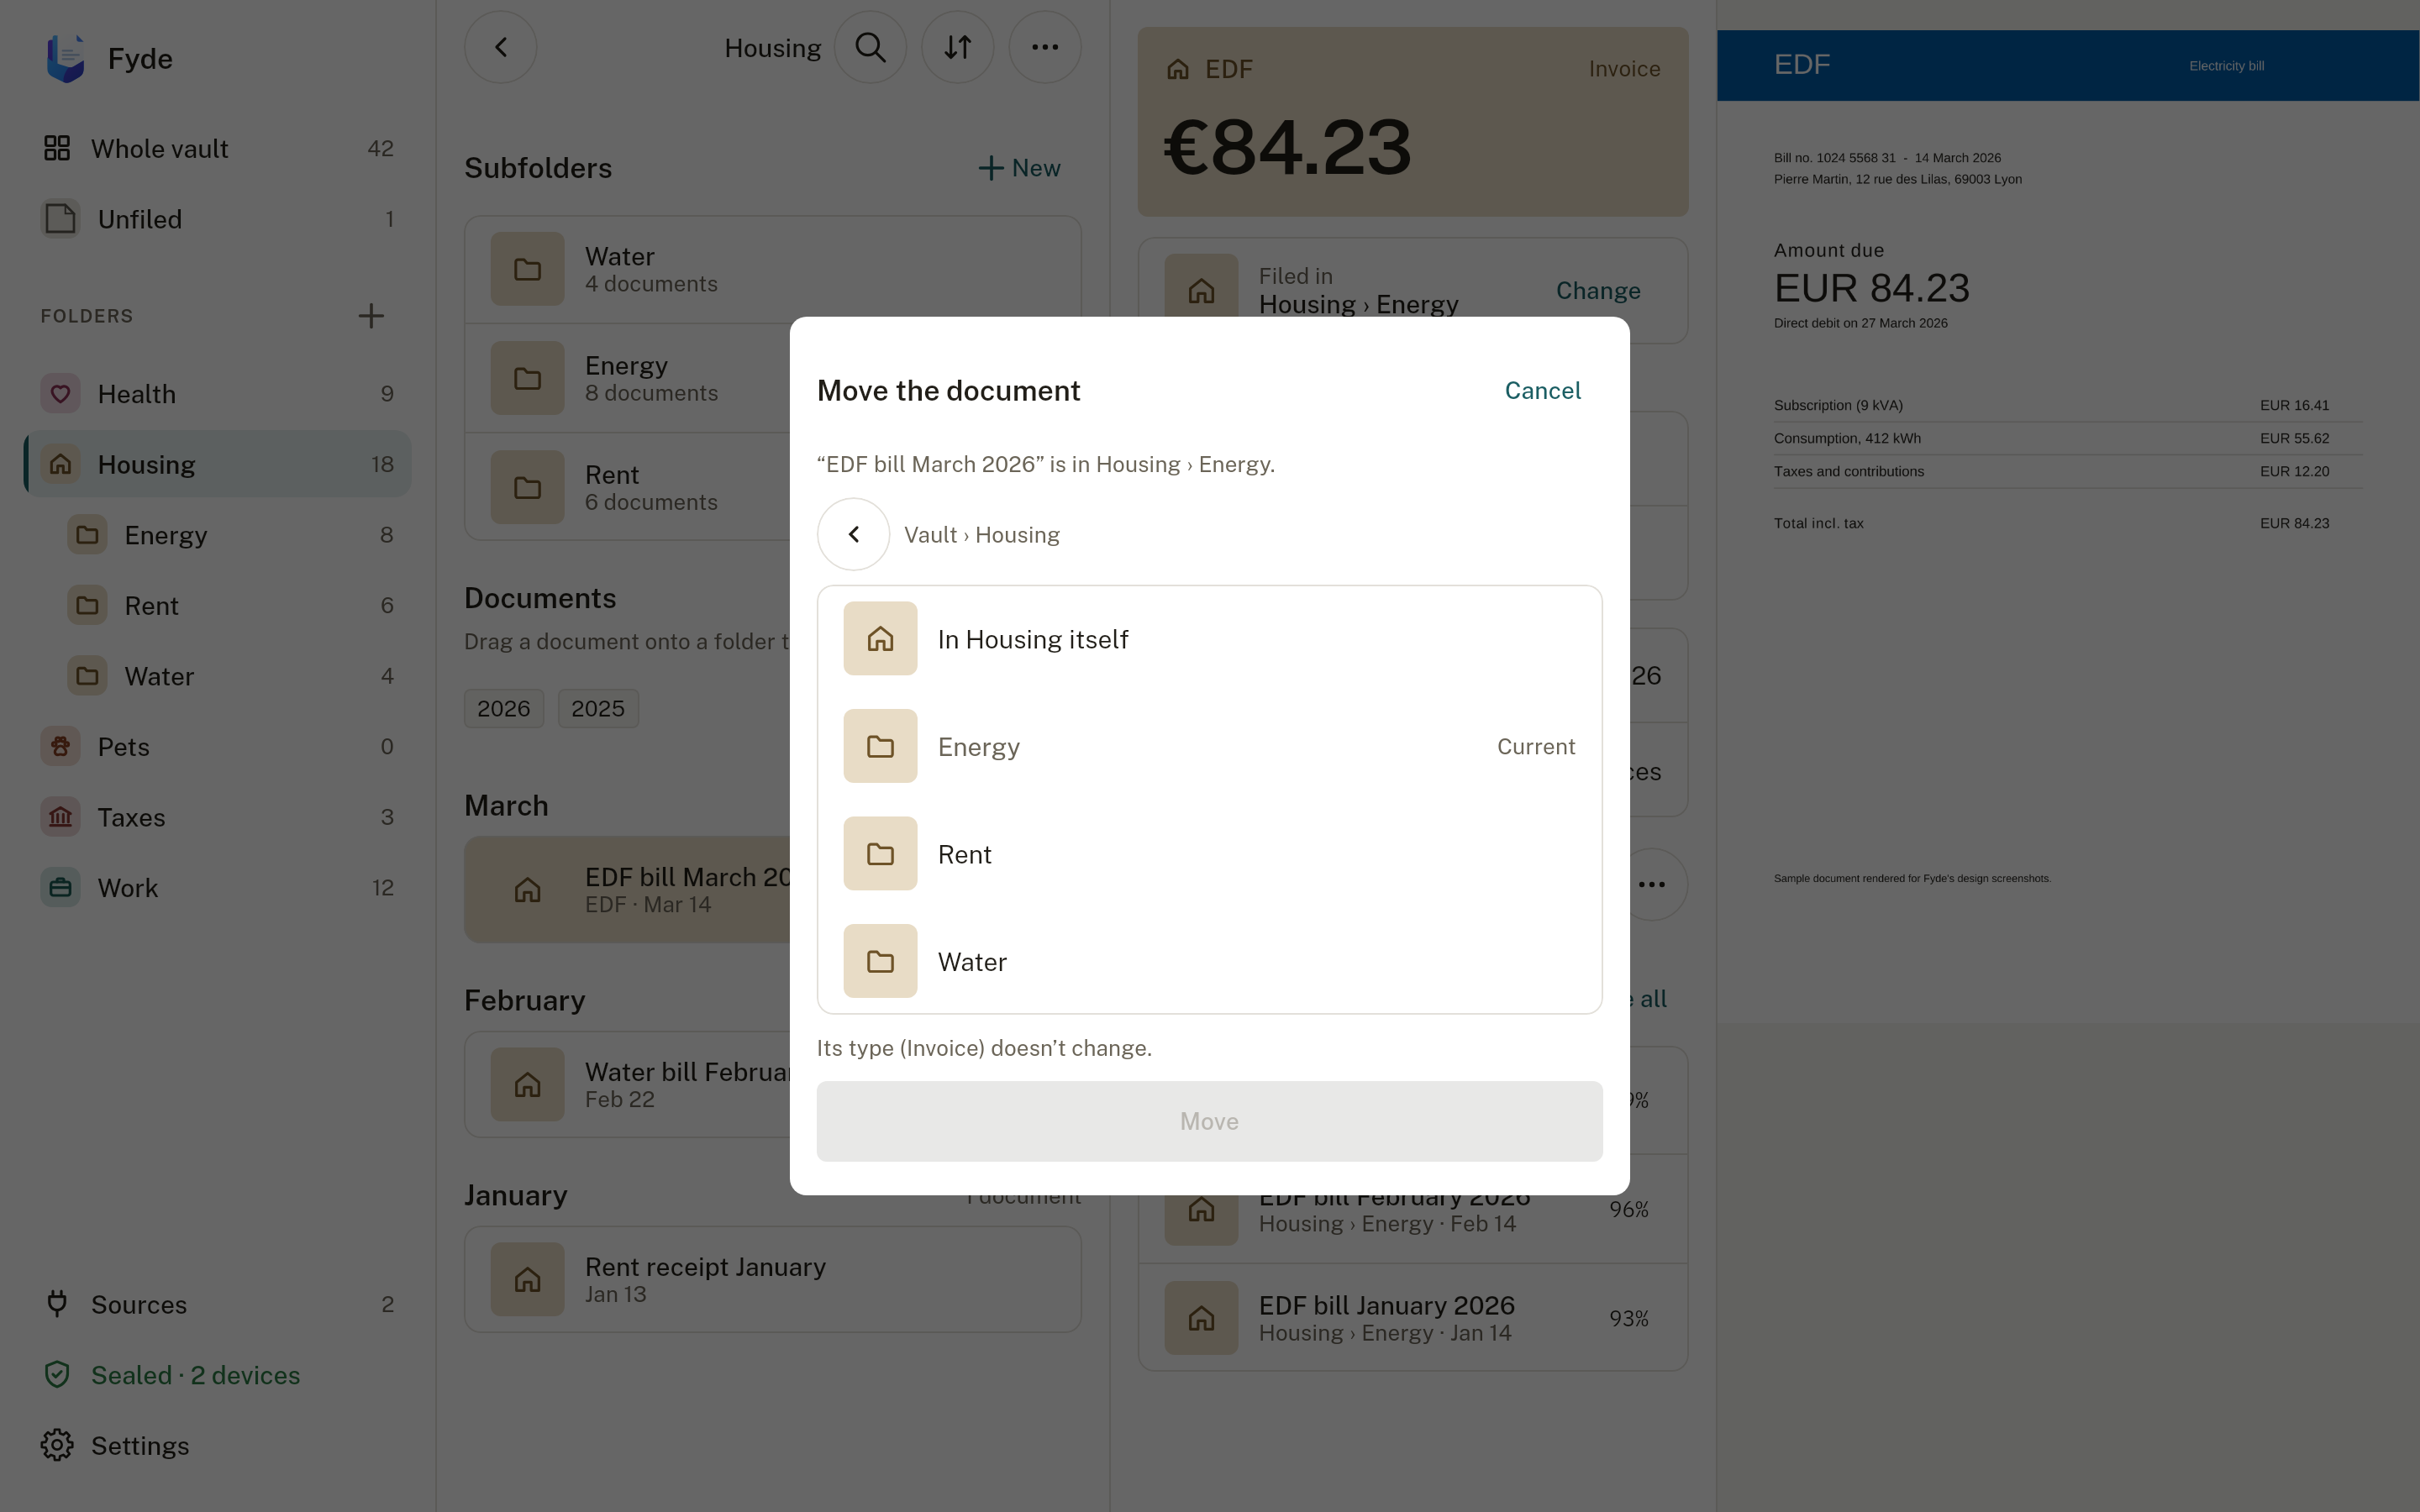 Fyde
Whole vault 42
Unfiled 1
FOLDERS
Health 9
Housing 18
Energy 8
Rent 6
Water 4
Pets 0
Taxes 3
Work 12
Sources 2
Sealed · 2 devices
Settings
Housing
Subfolders New
Water
4 documents
Energy
8 documents
Rent
6 documents
Documents
Drag a document onto a folder
2026 2025
March
EDF bill March
EDF · Mar 14
February
Water bill
Feb 22
January 1 document
Rent receipt January
Jan 13
EDF Invoice
€84.23
Filed in
Housing › Energy
Change
Move the document Cancel
“EDF bill March 2026” is in Housing › Energy.
Vault › Housing
In Housing itself
Energy Current
Rent
Water
Its type (Invoice) doesn’t change.
Move
26
all
EDF bill February 2026
Housing › Energy · Feb 14
96%
EDF bill January 2026
Housing › Energy · Jan 14
93%
EDF Electricity bill
Bill no. 1024 5568 31 - 14 March 2026
Pierre Martin, 12 rue des Lilas, 69003 Lyon
Amount due
EUR 84.23
Direct debit on 27 March 2026
Subscription (9 kVA) EUR 16.41
Consumption, 412 kWh EUR 55.62
Taxes and contributions EUR 12.20
Total incl. tax EUR 84.23
Sample document rendered for Fyde's design screenshots.